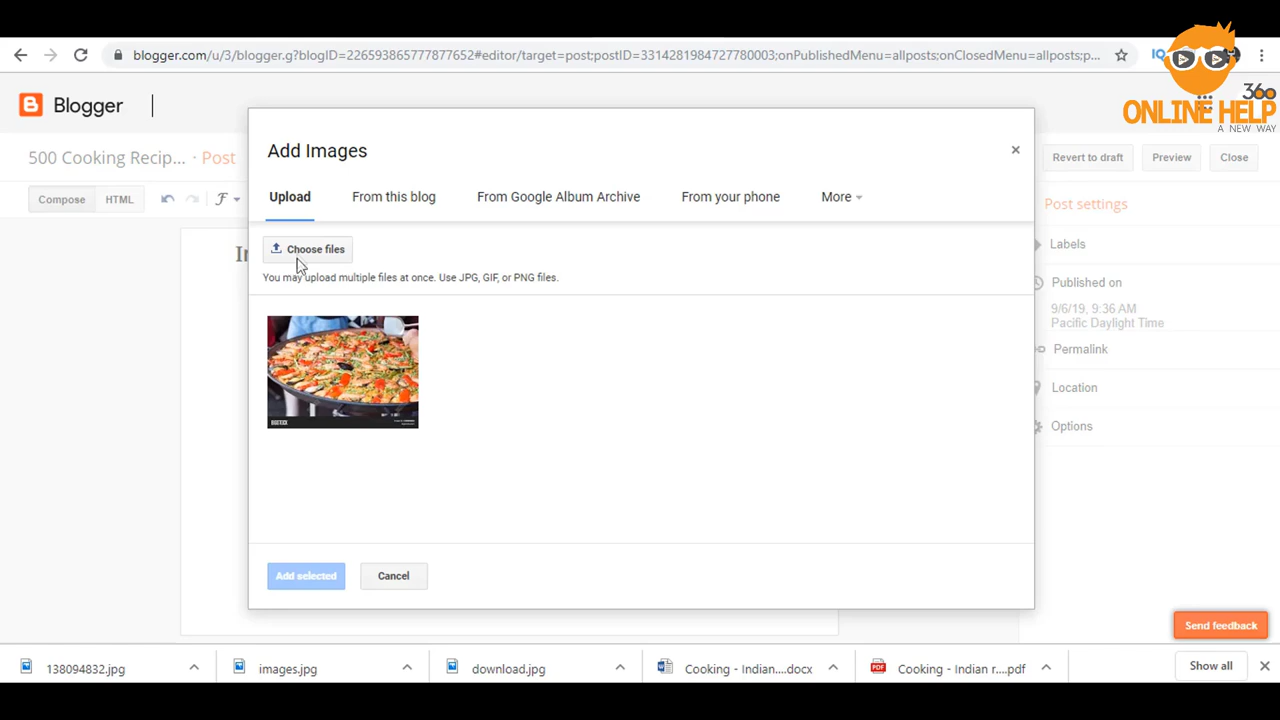 blogger.com/u/3/blogger.g?blogID=226593865777877652#editor/target=post;postID=3314281984727780003;onPublishedMenu=allposts;onClosedMenu=allposts;p...
36o
ONLINE HELP
A NEW WAY
Blogger
500 Cooking Recip... · Post
Revert to draft
Preview
Close
Compose
HTML
Add Images
Upload
From this blog
From Google Album Archive
From your phone
More
Choose files
You may upload multiple files at once. Use JPG, GIF, or PNG files.
Add selected
Cancel
Post settings
Labels
Published on
9/6/19, 9:36 AM
Pacific Daylight Time
Permalink
Location
Options
Send feedback
138094832.jpg
images.jpg
download.jpg
Cooking - Indian....docx
Cooking - Indian r....pdf
Show all